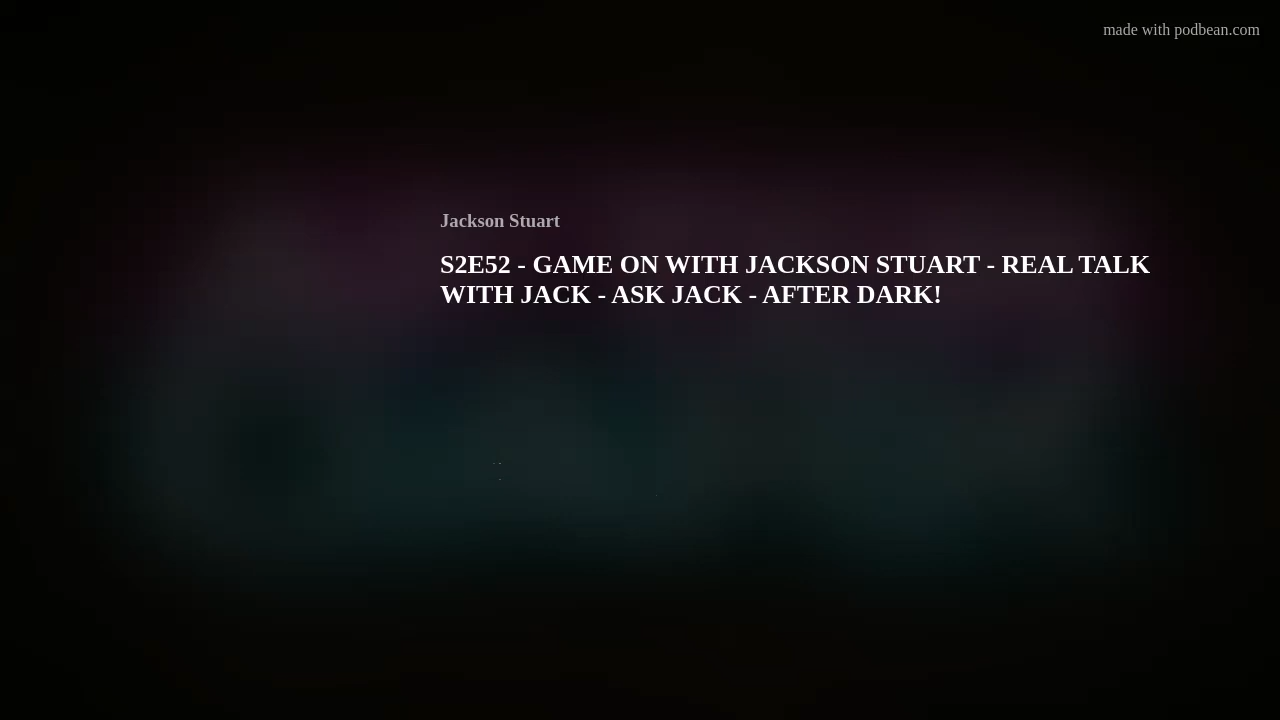 made with podbean.com
Jackson Stuart
S2E52 - GAME ON WITH JACKSON STUART - REAL TALK
WITH JACK - ASK JACK - AFTER DARK!